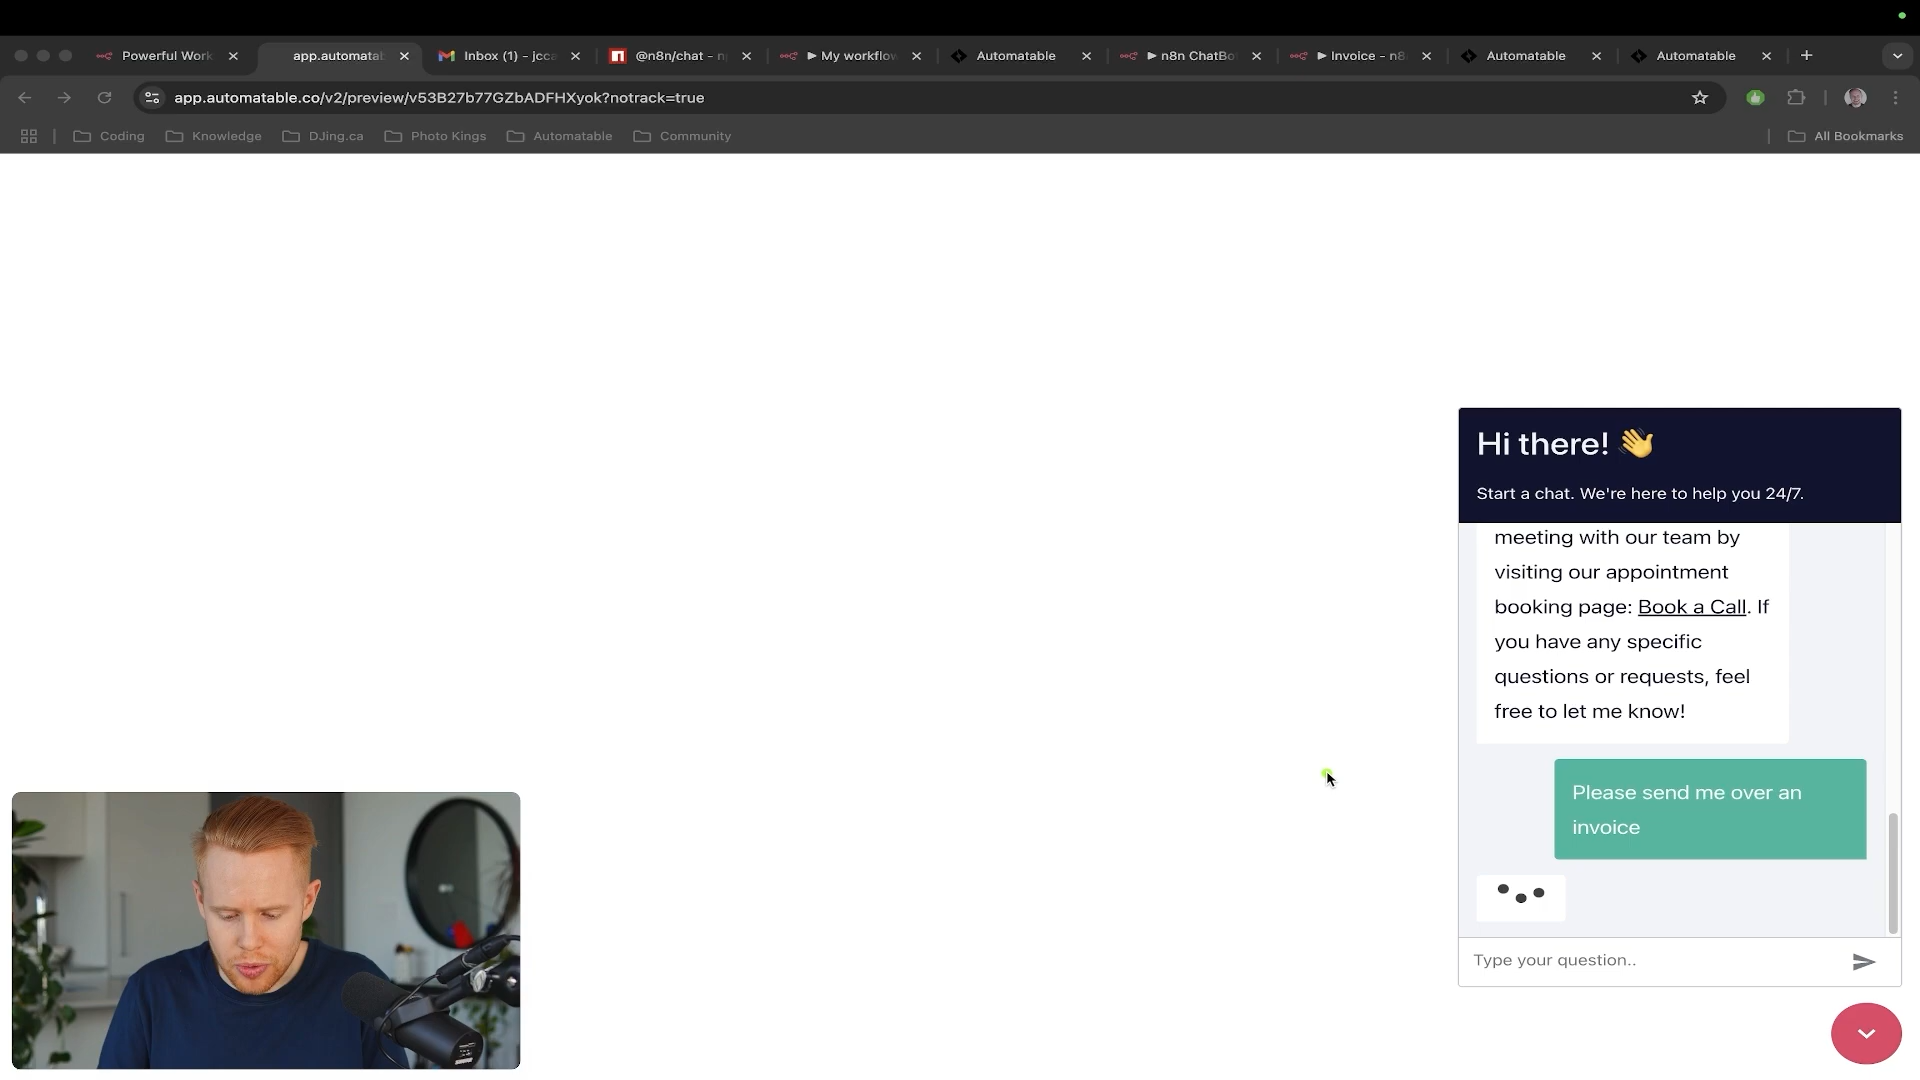 Powerful Work
app.automatab
Inbox (1) - jcca
@n8n/chat - n
▶ My workflow
Automatable
▶ n8n ChatBo
▶ Invoice - n8
Automatable
Automatable
app.automatable.co/v2/preview/v53B27b77GZbADFHXyok?notrack=true
Coding
Knowledge
DJing.ca
Photo Kings
Automatable
Community
All Bookmarks
Hi there! 👋
Start a chat. We're here to help you 24/7.
meeting with our team by
visiting our appointment
booking page: Book a Call. If
you have any specific
questions or requests, feel
free to let me know!
Please send me over an
invoice
Type your question..